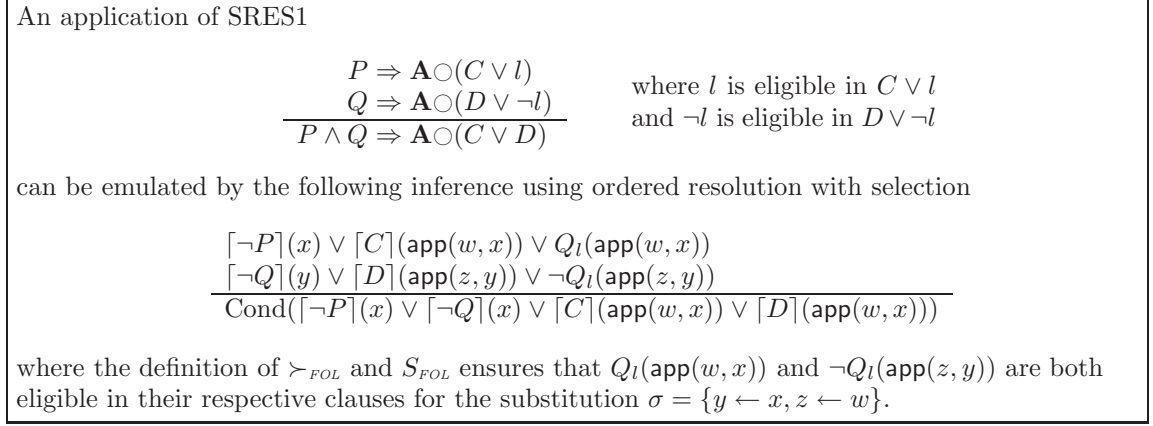 An application of SRES1
P ⇒ A○(C ∨ l)
Q ⇒ A○(D ∨ ¬l)
P ∧ Q ⇒ A○(C ∨ D)
where l is eligible in C ∨ l
and ¬l is eligible in D ∨ ¬l
can be emulated by the following inference using ordered resolution with selection
⌈¬P⌉(x) ∨ ⌈C⌉(app(w, x)) ∨ Q_l(app(w, x))
⌈¬Q⌉(y) ∨ ⌈D⌉(app(z, y)) ∨ ¬Q_l(app(z, y))
Cond(⌈¬P⌉(x) ∨ ⌈¬Q⌉(x) ∨ ⌈C⌉(app(w, x)) ∨ ⌈D⌉(app(w, x)))
where the definition of ≻_FOL and S_FOL ensures that Q_l(app(w, x)) and ¬Q_l(app(z, y)) are both
eligible in their respective clauses for the substitution σ = {y ← x, z ← w}.